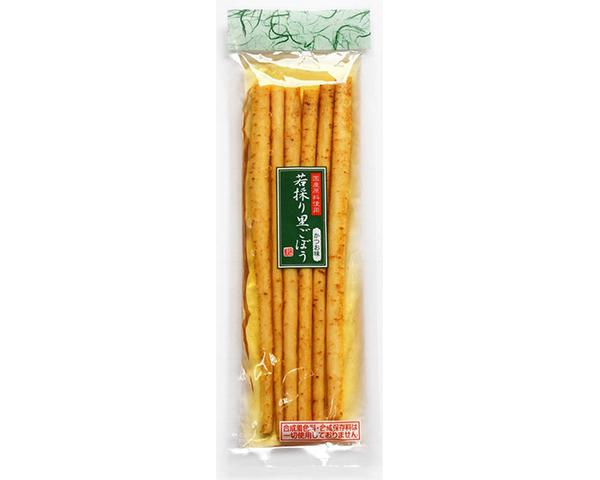 国産原料使用
若採り里ごぼう
かつお味
合成着色料・合成保存料は
一切使用しておりません